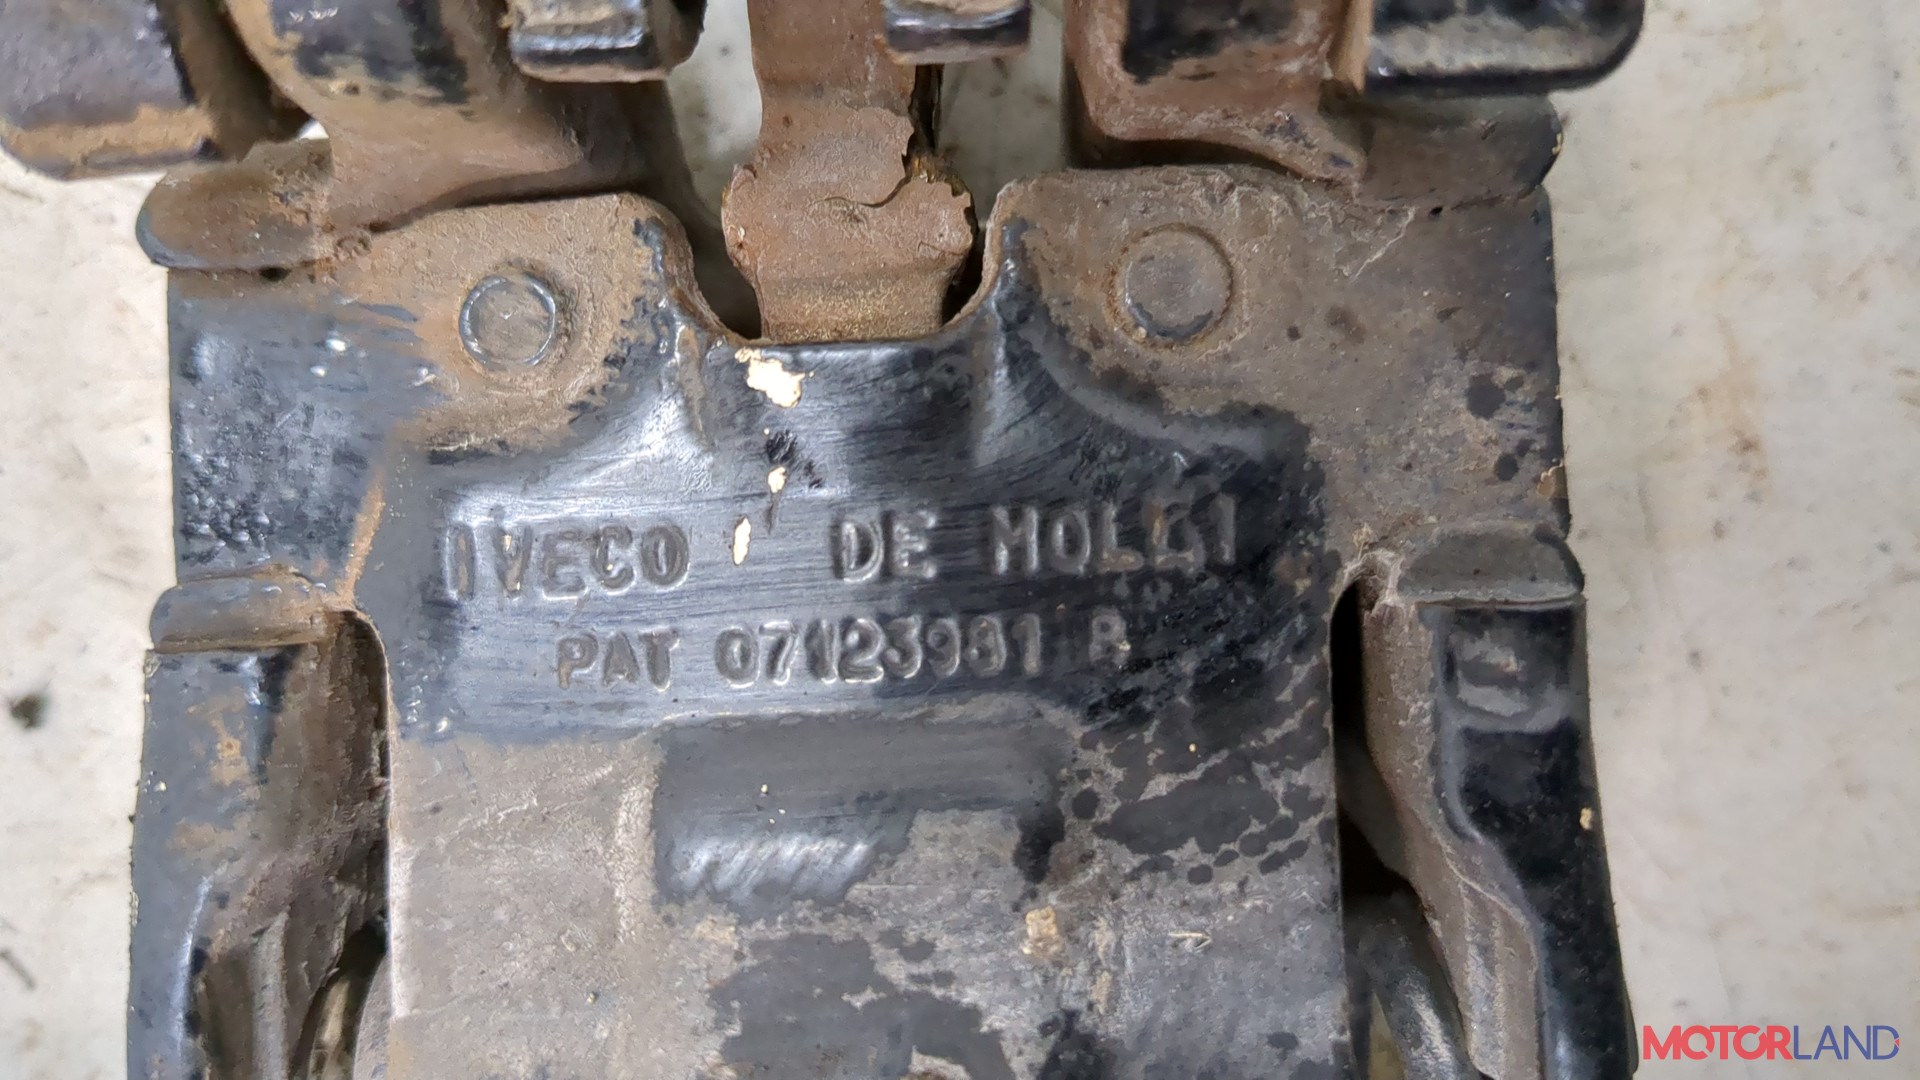 IVECO DE MOLLI
PAT 07123981 B
MOTORLAND